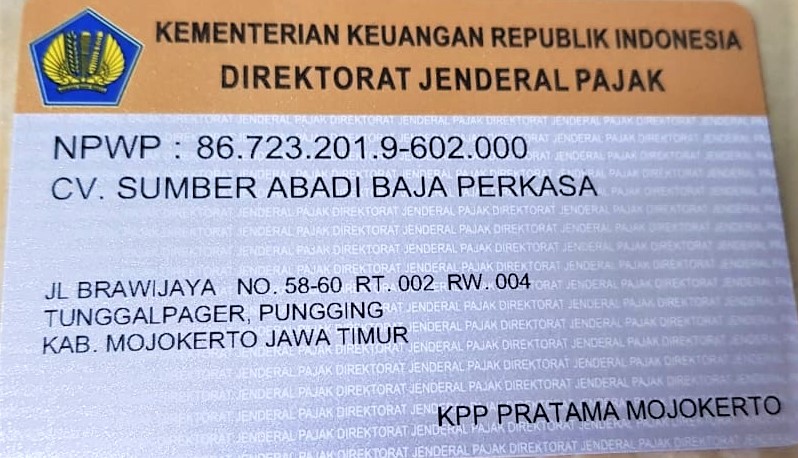 KEMENTERIAN KEUANGAN REPUBLIK INDONESIA
DIREKTORAT JENDERAL PAJAK
NPWP : 86.723.201.9-602.000
CV. SUMBER ABADI BAJA PERKASA
JL BRAWIJAYA NO. 58-60 RT. 002 RW. 004
TUNGGALPAGER, PUNGGING
KAB. MOJOKERTO JAWA TIMUR
KPP PRATAMA MOJOKERTO